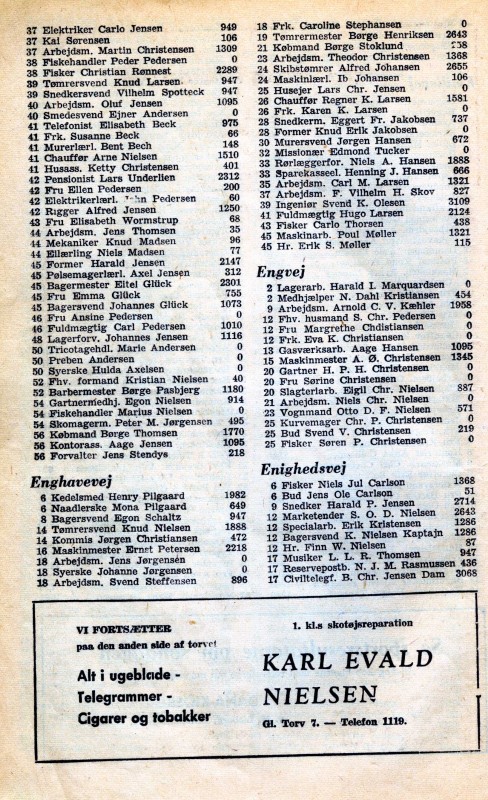 37 Elektriker Carlo Jensen 949
37 Kai Sørensen 106
37 Arbejdsm. Martin Christensen 1309
38 Fiskehandler Peder Pedersen 0
38 Fisker Christian Rønnest 2289
39 Tømrersvend Knud Larsen 947
39 Snedkersvend Vilhelm Spotteck 947
40 Arbejdsm. Oluf Jensen 1095
40 Smedesvend Ejner Andersen 0
41 Telefonist Elisabeth Beck 975
41 Frk. Susanne Beck 66
41 Murerlærl. Bent Bech 148
41 Chauffør Arne Nielsen 1510
41 Husass. Ketty Christensen 401
42 Pensionist Lars Underlien 2312
42 Fru Ellen Pedersen 200
42 Elektrikerlærl. Pedersen 60
42 Rigger Alfred Jensen 1250
43 Fru Elisabeth Wormstrup 68
44 Arbejdsm. Jens Thomsen 35
44 Mekaniker Knud Madsen 96
44 Ellærling Niels Madsen 77
45 Former Harald Jensen 2147
45 Pølsemagerlærl. Axel Jensen 312
45 Bagermester Eltel Glück 2301
45 Fru Emma Glück 755
45 Bagersvend Johannes Glück 1073
46 Fru Ansine Pedersen 0
46 Fuldmægtig Carl Pedersen 1010
48 Lagerforv. Johannes Jensen 1116
50 Tricotagehdl. Marie Andersen 0
50 Preben Andersen 0
50 Syerske Hulda Axelsen 0
52 Fhv. formand Kristian Nielsen 40
52 Barbermester Børge Pasbjerg 1180
54 Gartnermedhj. Egon Nielsen 914
54 Fiskehandler Marius Nielsen 0
54 Skomagerm. Peter M. Jørgensen 495
56 Købmand Børge Thomsen 1770
56 Kontorass. Aage Jensen 1095
56 Forvalter Jens Stendys 218
Enghavevej
6 Kedelsmed Henry Pilgaard 1982
6 Naadlerske Mona Pilgaard 649
8 Bagersvend Egon Schaltz 947
14 Tømrersvend Knud Nielsen 1888
14 Kommis Jørgen Christiansen 472
16 Maskinmester Ernst Petersen 2218
18 Arbejdsm. Jens Jørgensen 0
18 Syerske Johanne Jørgensen 0
18 Arbejdsm. Svend Steffensen 896
18 Frk. Caroline Stephansen 0
19 Tømrermester Børge Henriksen 2643
21 Købmand Børge Stoklund
23 Arbejdsm. Theodor Christensen 1368
24 Skibstømrer Alfred Johansen 2655
24 Maskinlærl. Ib Johansen 106
25 Husejer Lars Chr. Jensen 0
26 Chauffør Regner K. Larsen 1581
26 Frk. Karen K. Larsen 0
28 Snedkerm. Eggert Fr. Jakobsen 737
28 Former Knud Erik Jakobsen 0
30 Murersvend Jørgen Hansen 672
32 Missionær Edmond Tucker 0
33 Rørleggerfor. Niels A. Hansen 1888
33 Sparekasseel. Henning J. Hansen 666
35 Arbejdsm. Carl M. Larsen 1321
37 Arbejdsm. F. Vilhelm H. Skov 827
39 Ingeniør Svend K. Olesen 3109
41 Fuldmægtig Hugo Larsen 2124
43 Fisker Carlo Thorsen 438
45 Maskinarb. Poul Møller 1321
45 Hr. Erik S. Møller 115
Engvej
2 Lagerarb. Harald I. Marquardsen 0
2 Medhjælper N. Dahl Kristiansen 454
9 Arbejdsm. Arnold C. V. Kæhler 1958
12 Fhv. husmand S. Chr. Pedersen 0
12 Fru Margrethe Chdistiansen 0
12 Frk. Eva K. Christiansen 0
13 Gasværksarb. Aage Hansen 1095
15 Maskinmester A. Ø. Christensen 1345
20 Gartner H. P. H. Christensen 0
20 Fru Sørine Christensen 0
20 Slagterlærb. Eigil Chr. Nielsen 887
21 Arbejdsm. Niels Chr. Nielsen 0
23 Vognmand Otto D. F. Nielsen 571
25 Kurvemager Chr. P. Christensen 0
25 Bud Svend V. Christensen 219
25 Fisker Søren P. Christensen 0
Enighedsvej
6 Fisker Niels Jul Carlson 1368
6 Bud Jens Ole Carlson 51
9 Snedker Harald P. Jensen 2714
12 Marketender S. O. D. Nielsen 2643
12 Specialarb. Erik Kristensen 1286
12 Bagersvend K. Nielsen Kaptajn 1286
12 Hr. Finn W. Nielsen 87
17 Musiker L. L. R. Thomsen 947
17 Reservepostb. N. J. M. Rasmussen 436
17 Civiltelegf. B. Chr. Jensen Dam 3068
VI FORTSÆTTER
paa den anden side af torvet
Alt i ugeblade -
Telegrammer -
Cigarer og tobakker
1. kl.s skotøjsreparation
KARL EVALD
NIELSEN
Gl. Torv 7. — Telefon 1119.